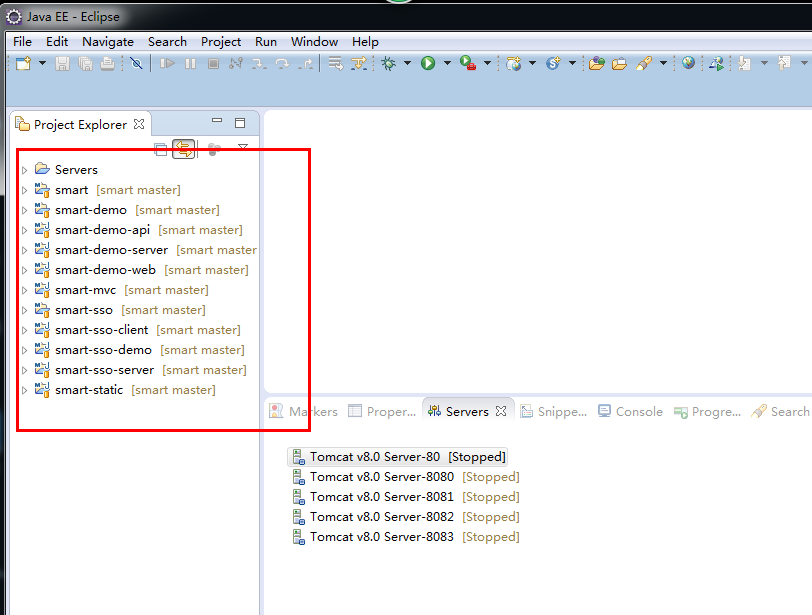 Java EE - Eclipse
File Edit Navigate Search Project Run Window Help
Project Explorer
Servers
smart [smart master]
smart-demo [smart master]
smart-demo-api [smart master]
smart-demo-server [smart master
smart-demo-web [smart master]
smart-mvc [smart master]
smart-sso [smart master]
smart-sso-client [smart master]
smart-sso-demo [smart master]
smart-sso-server [smart master]
smart-static [smart master]
Markers Proper... Servers Snippe... Console Progre... Search
Tomcat v8.0 Server-80 [Stopped]
Tomcat v8.0 Server-8080 [Stopped]
Tomcat v8.0 Server-8081 [Stopped]
Tomcat v8.0 Server-8082 [Stopped]
Tomcat v8.0 Server-8083 [Stopped]